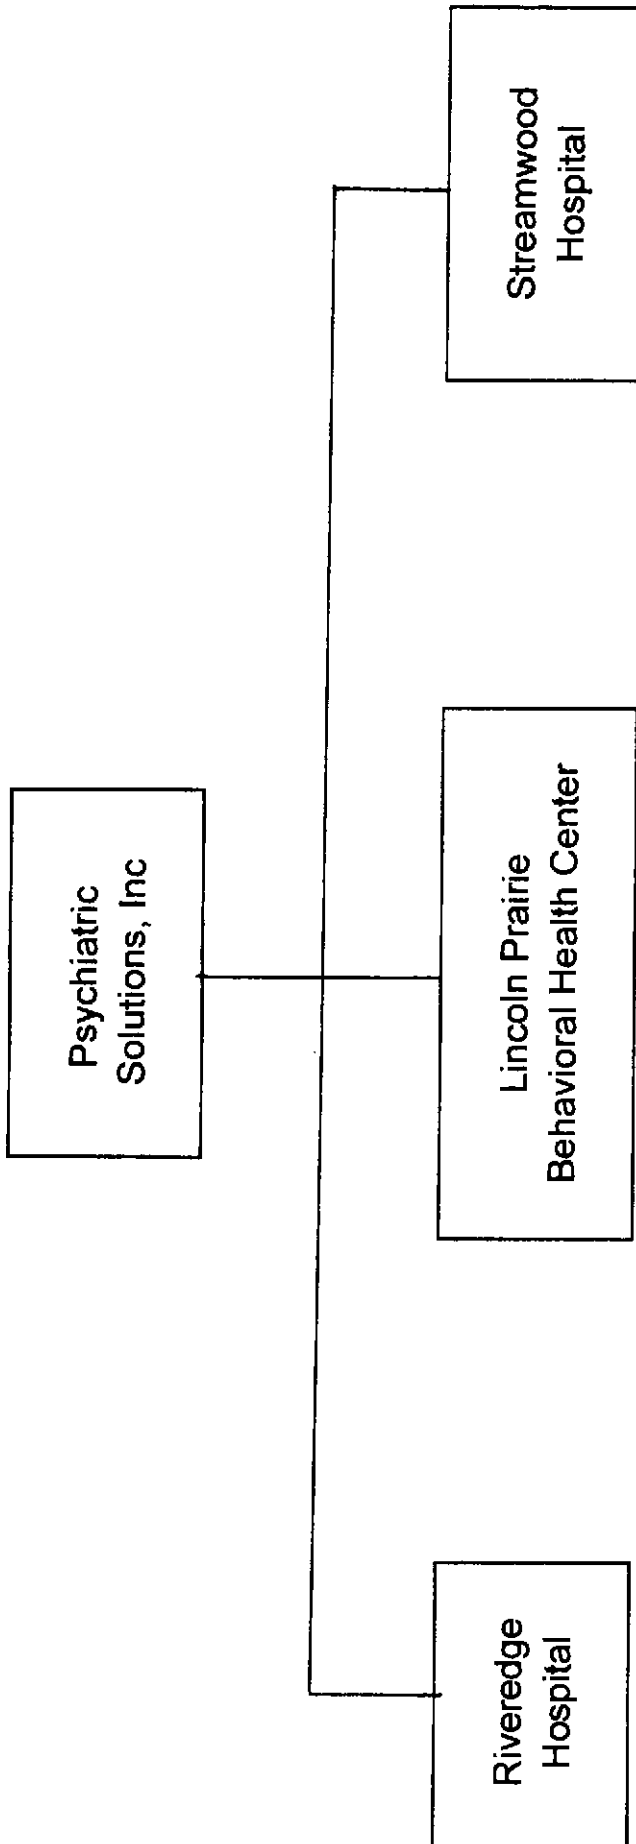 Psychiatric
Solutions, Inc
Riveredge
Hospital
Lincoln Prairie
Behavioral Health Center
Streamwood
Hospital